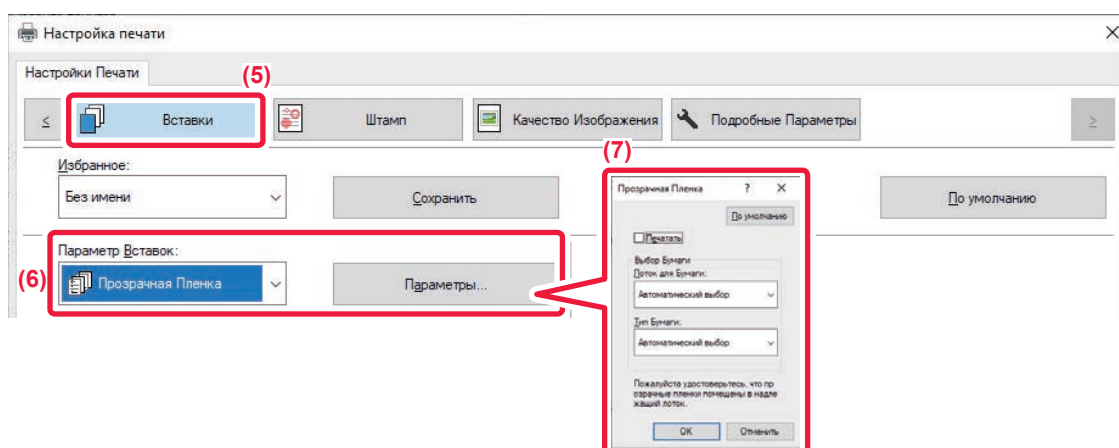 Настройка печати
Настройки Печати
(5)
<
Вставки
Штамп
Качество Изображения
Подробные Параметры
>
(7)
Избранное:
Без имени
Сохранить
По умолчанию
(6)
Параметр Вставок:
Прозрачная Пленка
Параметры...
Прозрачная Пленка
?
По умолчанию
Печатать
Выбор Бумаги
Лоток для Бумаги:
Автоматический выбор
Тип Бумаги:
Автоматический выбор
Пожалуйста удостоверьтесь, что пр
озрачные пленки помещены в надле
жащий лоток.
OK
Отменить